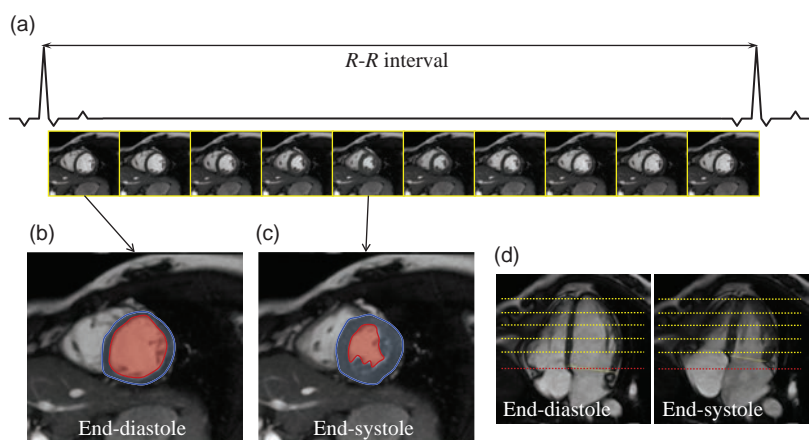 (a)
R-R interval
(b)
(c)
(d)
End-diastole
End-systole
End-diastole
End-systole